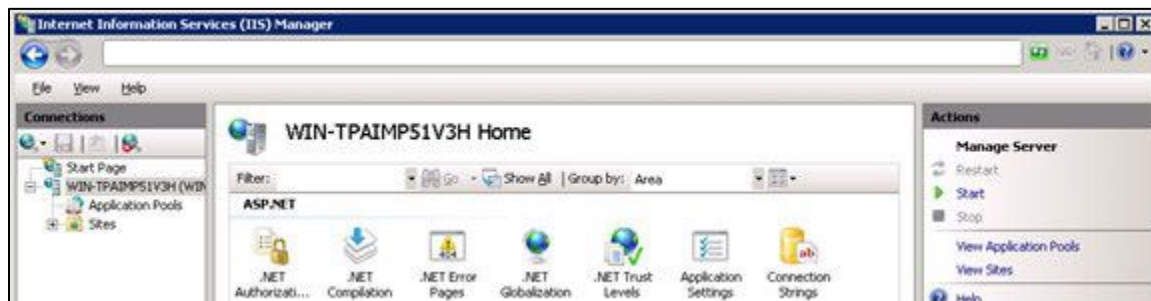 Internet Information Services (IIS) Manager
File View Help
Connections
Start Page
WIN-TPAIMP51V3H (WIN
Application Pools
Sites
WIN-TPAIMP51V3H Home
Filter: Go Show All Group by: Area
ASP.NET
.NET Authorizati...
.NET Compilation
.NET Error Pages
.NET Globalization
.NET Trust Levels
Application Settings
Connection Strings
Actions
Manage Server
Restart
Start
Stop
View Application Pools
View Sites
Help